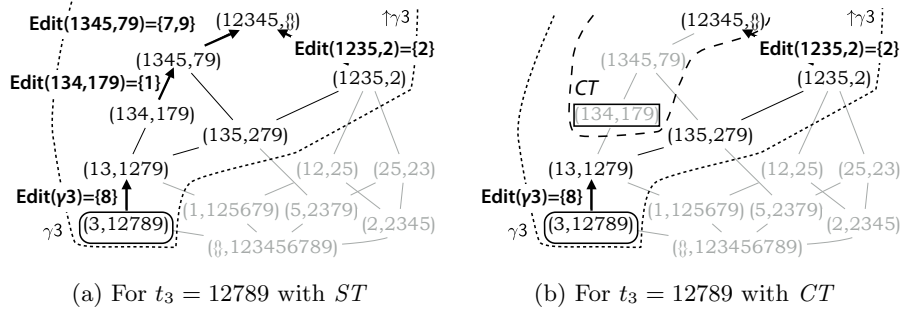 Edit(1345,79)={7,9}
(12345,∅)
↑γ3
Edit(1235,2)={2}
(1345,79)
Edit(134,179)={1}
(1235,2)
(134,179)
(135,279)
(13,1279)
(12,25)
(25,23)
Edit(γ3)={8}
(1,125679)
(5,2379)
(2,2345)
γ3
(3,12789)
(∅,123456789)
(a) For t3 = 12789 with ST
(12345,∅)
↑γ3
Edit(1235,2)={2}
(1345,79)
(1235,2)
CT
(134,179)
(135,279)
(13,1279)
(12,25)
(25,23)
Edit(γ3)={8}
(1,125679)
(5,2379)
(2,2345)
γ3
(3,12789)
(∅,123456789)
(b) For t3 = 12789 with CT